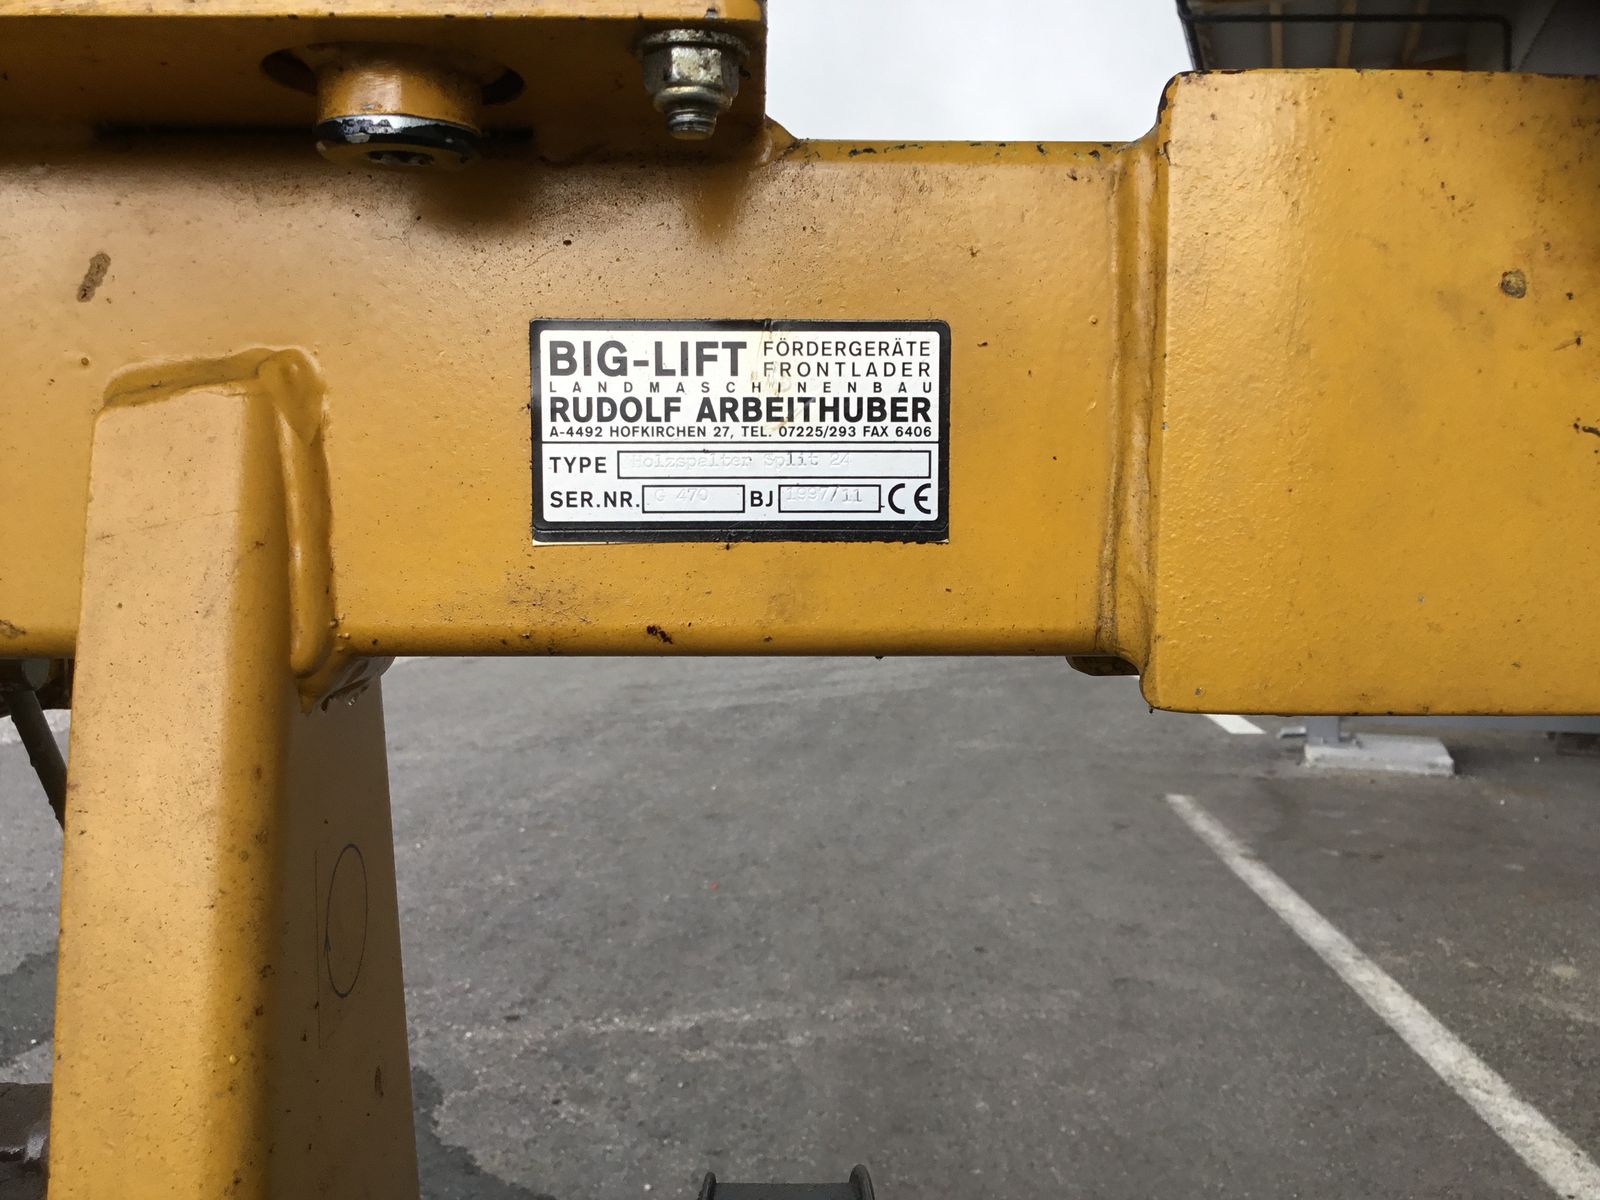 BIG-LIFT FÖRDERGERÄTE
FRONTLADER
LANDMASCHINENBAU
RUDOLF ARBEITHUBER
A-4492 HOFKIRCHEN 27, TEL. 07225/293 FAX 6406
TYPE Holzspalter Split 24
SER.NR. G 470 BJ 1997/11 CE